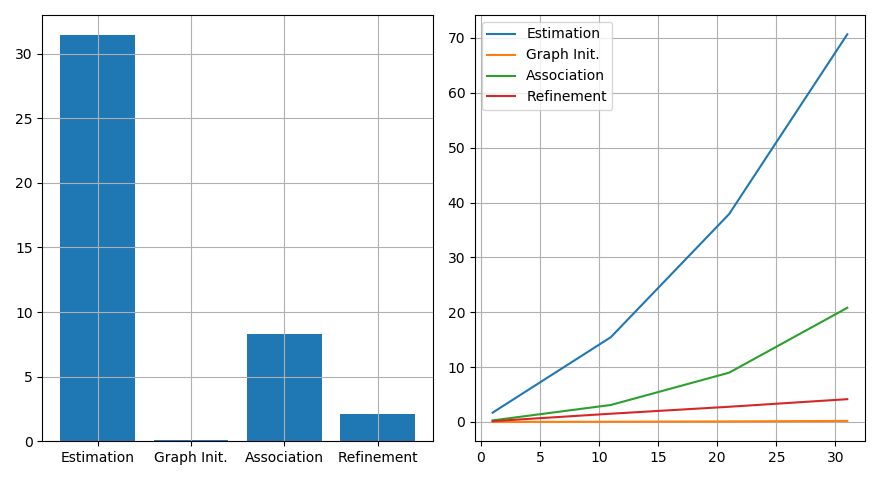 30
25
20
15
10
5
0
Estimation Graph Init. Association Refinement
70
60
50
40
30
20
10
0
0 5 10 15 20 25 30
Estimation
Graph Init.
Association
Refinement